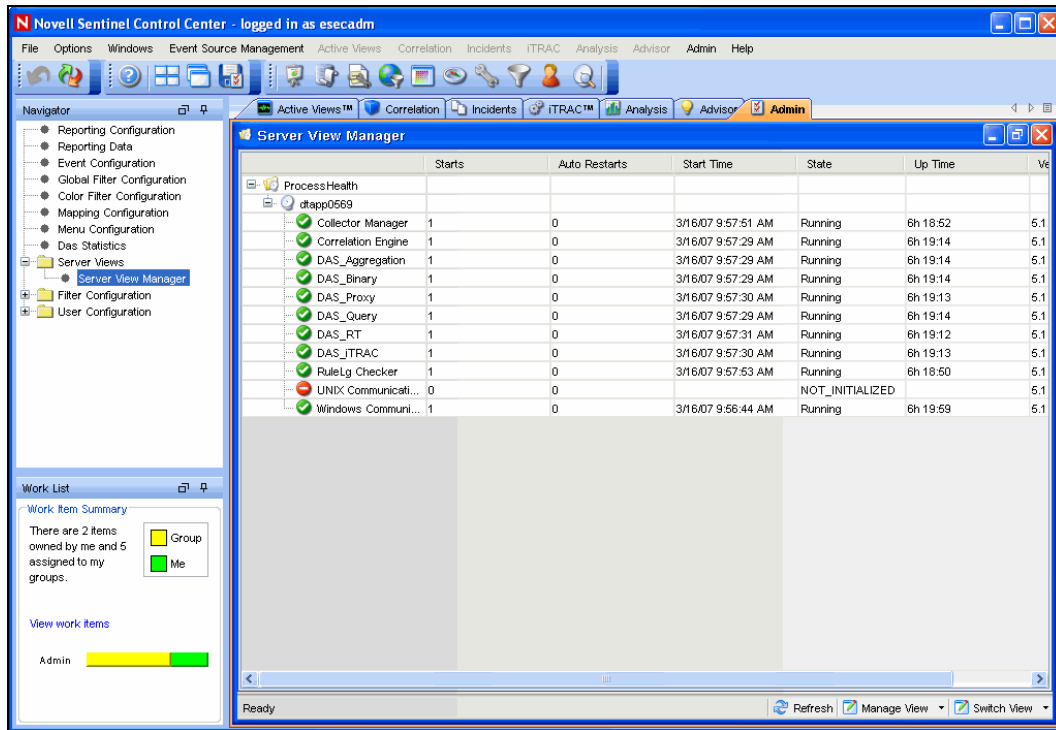 Novell Sentinel Control Center - logged in as esecadm
File Options Windows Event Source Management Active Views Correlation Incidents iTRAC Analysis Advisor Admin Help
Navigator
Reporting Configuration
Reporting Data
Event Configuration
Global Filter Configuration
Color Filter Configuration
Mapping Configuration
Menu Configuration
Das Statistics
Server Views
Server View Manager
Filter Configuration
User Configuration
Work List
Work Item Summary
There are 2 items
owned by me and 5
assigned to my
groups.
Group
Me
View work items
Admin
Active Views™ Correlation Incidents iTRAC™ Analysis Advisor Admin
Server View Manager
Starts Auto Restarts Start Time State Up Time Ve
ProcessHealth
dtapp0569
Collector Manager 1 0 3/16/07 9:57:51 AM Running 6h 18:52 5.1
Correlation Engine 1 0 3/16/07 9:57:29 AM Running 6h 19:14 5.1
DAS_Aggregation 1 0 3/16/07 9:57:29 AM Running 6h 19:14 5.1
DAS_Binary 1 0 3/16/07 9:57:29 AM Running 6h 19:14 5.1
DAS_Proxy 1 0 3/16/07 9:57:30 AM Running 6h 19:13 5.1
DAS_Query 1 0 3/16/07 9:57:29 AM Running 6h 19:14 5.1
DAS_RT 1 0 3/16/07 9:57:31 AM Running 6h 19:12 5.1
DAS_iTRAC 1 0 3/16/07 9:57:30 AM Running 6h 19:13 5.1
RuleLg Checker 1 0 3/16/07 9:57:53 AM Running 6h 18:50 5.1
UNIX Communicati... 0 0 NOT_INITIALIZED 5.1
Windows Communi... 1 0 3/16/07 9:56:44 AM Running 6h 19:59 5.1
Ready Refresh Manage View Switch View